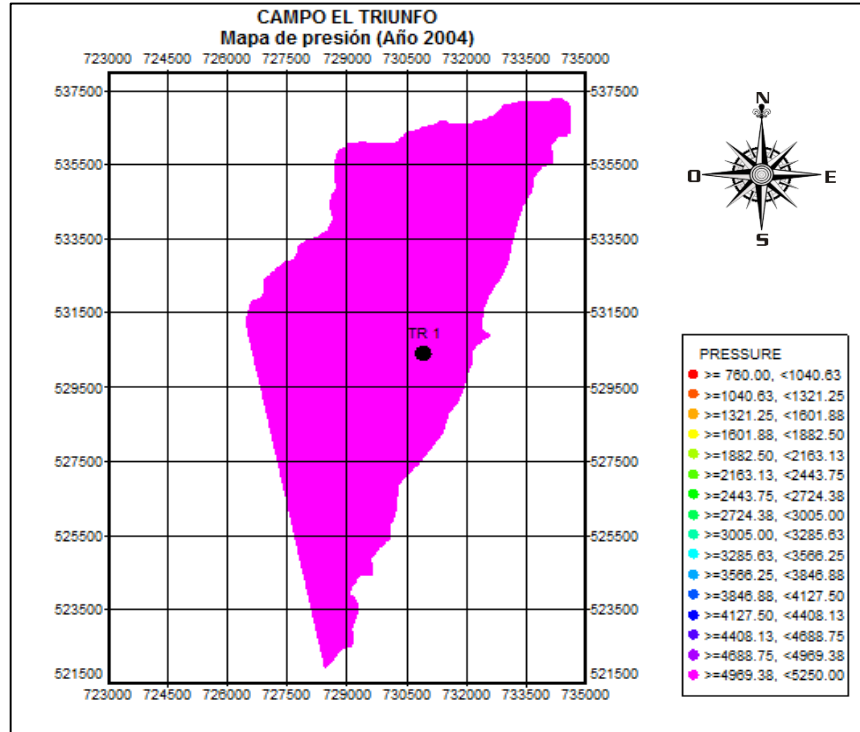 CAMPO EL TRIUNFO
Mapa de presión (Año 2004)
723000 724500 726000 727500 729000 730500 732000 733500 735000
537500 537500
535500 535500
533500 533500
531500 531500
TR 1
529500 529500
527500 527500
525500 525500
523500 523500
521500 521500
723000 724500 726000 727500 729000 730500 732000 733500 735000
N
O E
S
PRESSURE
>= 760.00, <1040.63
>=1040.63, <1321.25
>=1321.25, <1601.88
>=1601.88, <1882.50
>=1882.50, <2163.13
>=2163.13, <2443.75
>=2443.75, <2724.38
>=2724.38, <3005.00
>=3005.00, <3285.63
>=3285.63, <3566.25
>=3566.25, <3846.88
>=3846.88, <4127.50
>=4127.50, <4408.13
>=4408.13, <4688.75
>=4688.75, <4969.38
>=4969.38, <5250.00